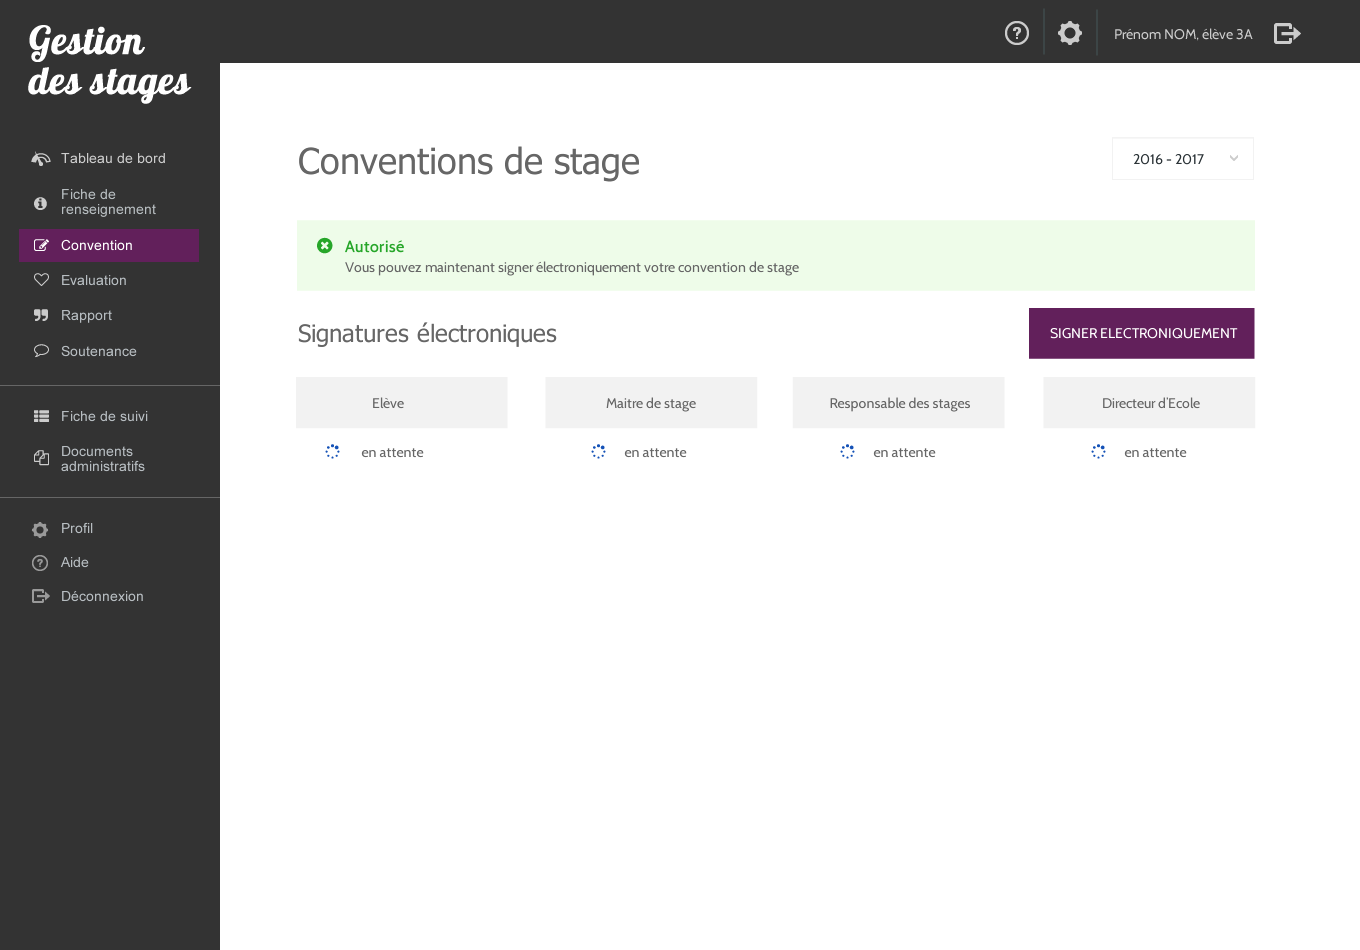 Gestion
des stages
Prénom NOM, élève 3A
Tableau de bord
Fiche de
renseignement
Convention
Evaluation
Rapport
Soutenance
Fiche de suivi
Documents
administratifs
Profil
Aide
Déconnexion
Conventions de stage
2016 - 2017
Autorisé
Vous pouvez maintenant signer électroniquement votre convention de stage
Signatures électroniques
SIGNER ELECTRONIQUEMENT
Elève
Maitre de stage
Responsable des stages
Directeur d'Ecole
en attente
en attente
en attente
en attente